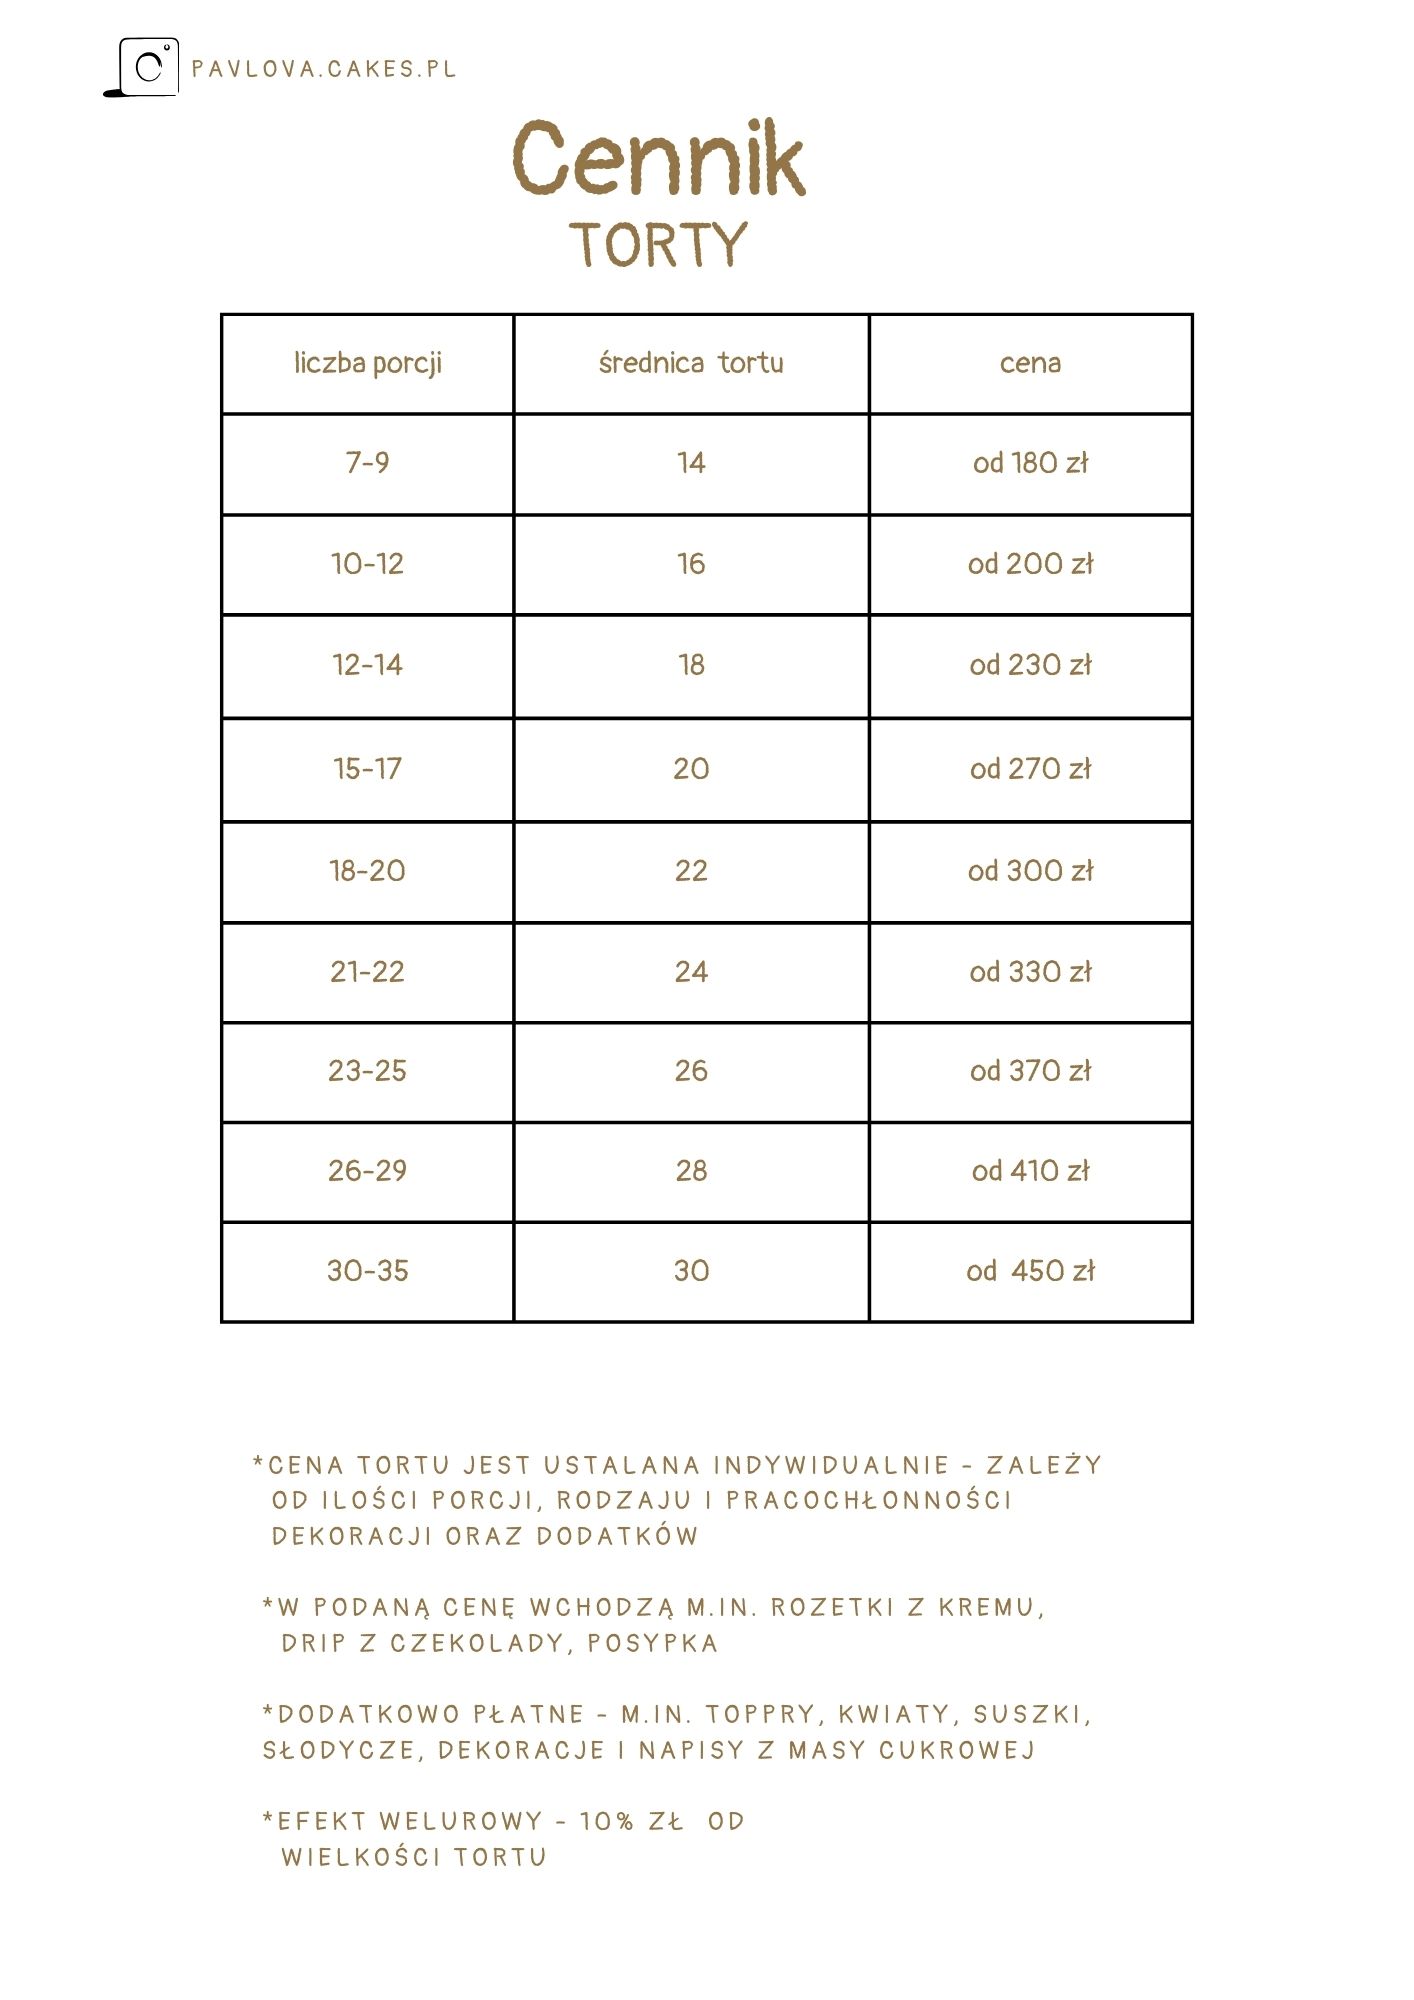 PAVLOVA.CAKES.PL
Cennik
TORTY
liczba porcji średnica tortu cena
7-9 14 od 180 zł
10-12 16 od 200 zł
12-14 18 od 230 zł
15-17 20 od 270 zł
18-20 22 od 300 zł
21-22 24 od 330 zł
23-25 26 od 370 zł
26-29 28 od 410 zł
30-35 30 od 450 zł
*CENA TORTU JEST USTALANA INDYWIDUALNIE - ZALEŻY
OD ILOŚCI PORCJI, RODZAJU I PRACOCHŁONNOŚCI
DEKORACJI ORAZ DODATKÓW
*W PODANĄ CENĘ WCHODZĄ M.IN. ROZETKI Z KREMU,
DRIP Z CZEKOLADY, POSYPKA
*DODATKOWO PŁATNE - M.IN. TOPPRY, KWIATY, SUSZKI,
SŁODYCZE, DEKORACJE I NAPISY Z MASY CUKROWEJ
*EFEKT WELUROWY - 10% ZŁ OD
WIELKOŚCI TORTU